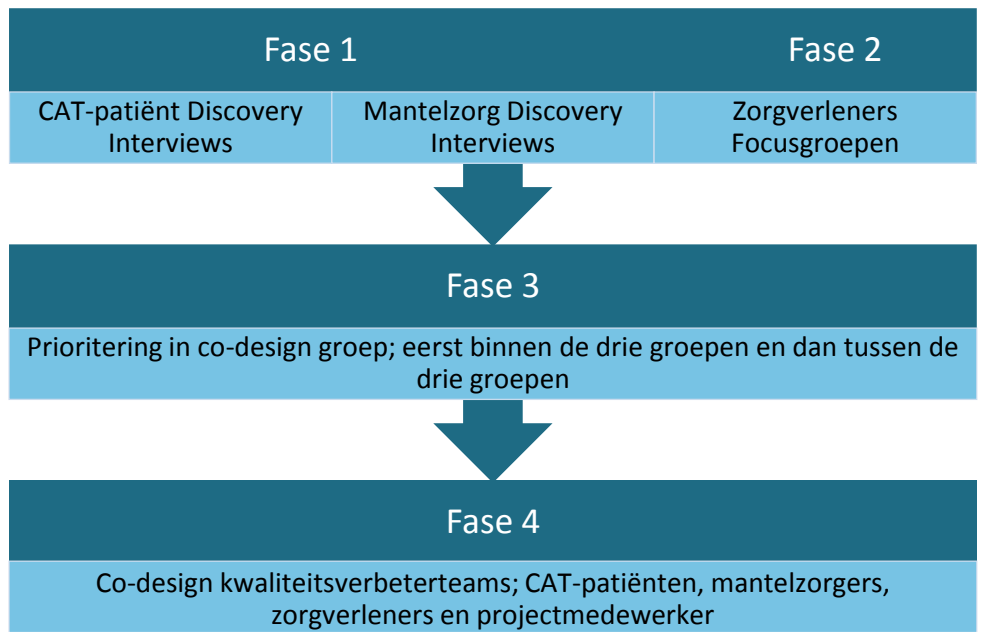 Fase 1
Fase 2
CAT-patiënt Discovery
Interviews
Mantelzorg Discovery
Interviews
Zorgverleners
Focusgroepen
Fase 3
Prioritering in co-design groep; eerst binnen de drie groepen en dan tussen de
drie groepen
Fase 4
Co-design kwaliteitsverbeterteams; CAT-patiënten, mantelzorgers,
zorgverleners en projectmedewerker